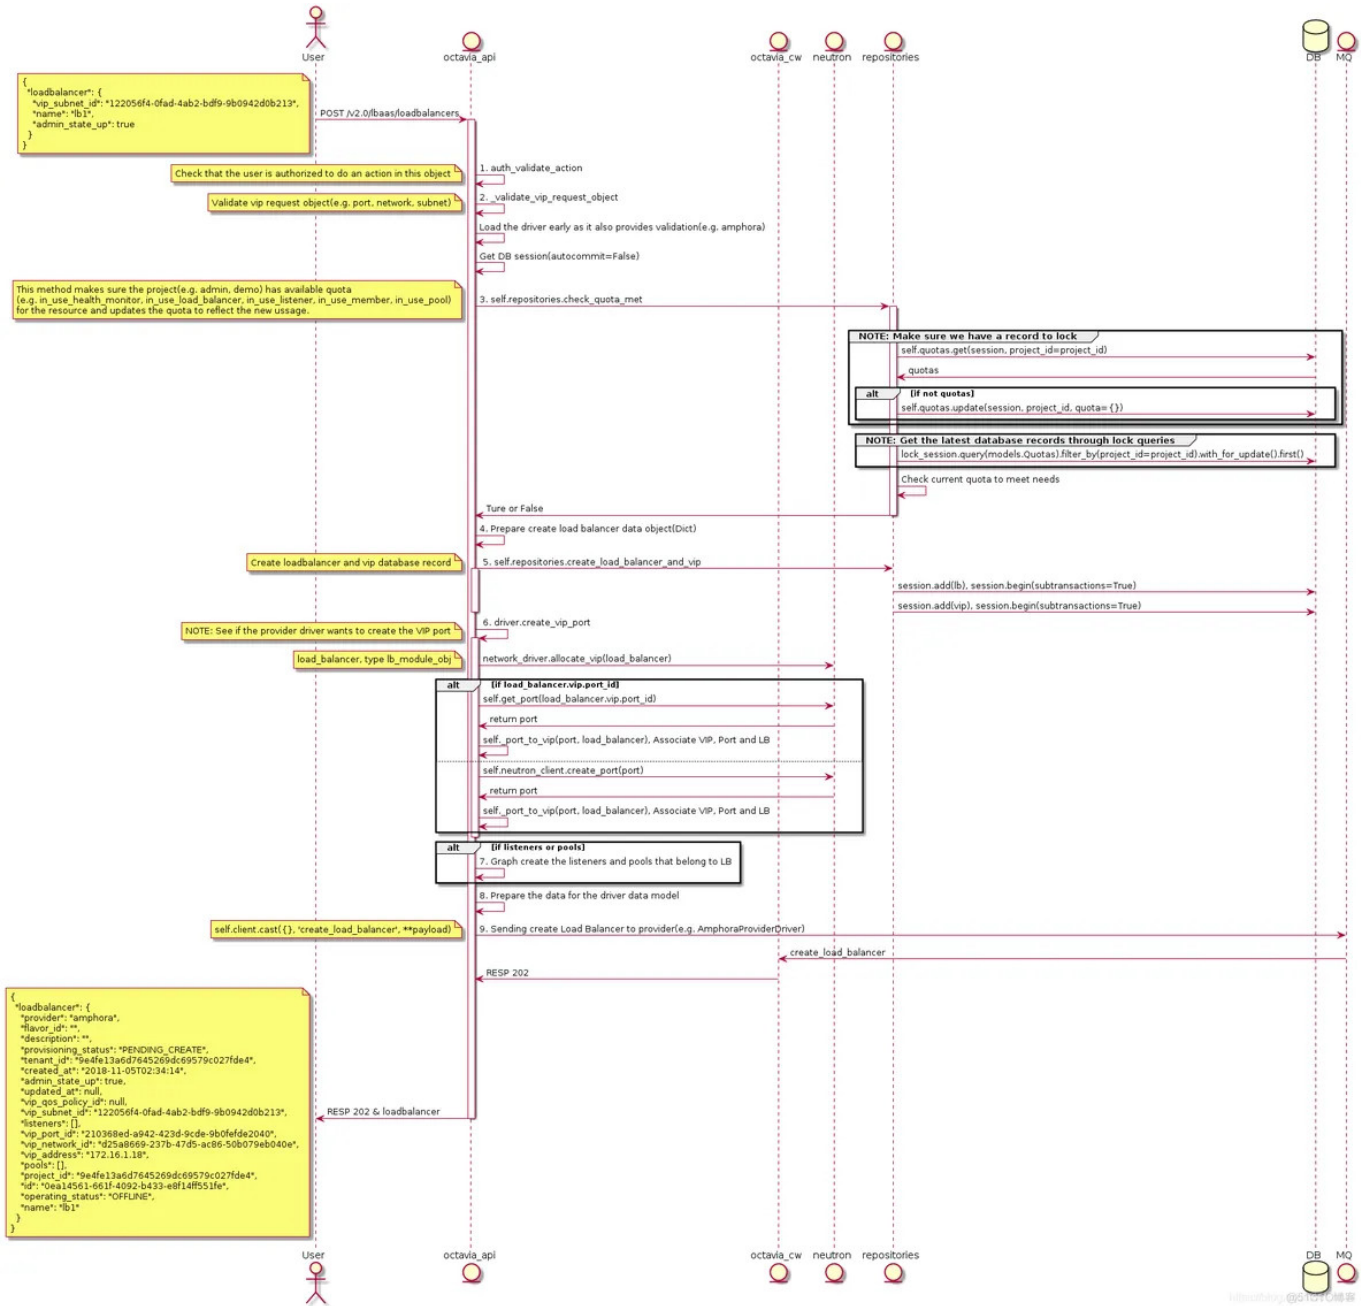 User
octavia_api
octavia_cw
neutron
repositories
DB
MQ
{
"loadbalancer": {
"vip_subnet_id": "122056f4-0fad-4ab2-bdf9-9b0942d0b213",
"name": "lb1",
"admin_state_up": true
}
}
POST /v2.0/lbaas/loadbalancers
Check that the user is authorized to do an action in this object
1. auth_validate_action
Validate vip request object(e.g. port, network, subnet)
2. _validate_vip_request_object
Load the driver early as it also provides validation(e.g. amphora)
Get DB session(autocommit=False)
This method makes sure the project(e.g. admin, demo) has available quota
(e.g. in_use_health_monitor, in_use_load_balancer, in_use_listener, in_use_member, in_use_pool)
for the resource and updates the quota to reflect the new ussage.
3. self.repositories.check_quota_met
NOTE: Make sure we have a record to lock
self.quotas.get(session, project_id=project_id)
quotas
alt [if not quotas]
self.quotas.update(session, project_id, quota={})
NOTE: Get the latest database records through lock queries
lock_session.query(models.Quotas).filter_by(project_id=project_id).with_for_update().first()
Check current quota to meet needs
Ture or False
4. Prepare create load balancer data object(Dict)
Create loadbalancer and vip database record
5. self.repositories.create_load_balancer_and_vip
session.add(lb), session.begin(subtransactions=True)
session.add(vip), session.begin(subtransactions=True)
NOTE: See if the provider driver wants to create the VIP port
6. driver.create_vip_port
load_balancer, type lb_module_obj
network_driver.allocate_vip(load_balancer)
alt [if load_balancer.vip.port_id]
self.get_port(load_balancer.vip.port_id)
return port
self._port_to_vip(port, load_balancer), Associate VIP, Port and LB
self.neutron_client.create_port(port)
return port
self._port_to_vip(port, load_balancer), Associate VIP, Port and LB
alt [if listeners or pools]
7. Graph create the listeners and pools that belong to LB
8. Prepare the data for the driver data model
self.client.cast({}, 'create_load_balancer', **payload)
9. Sending create Load Balancer to provider(e.g. AmphoraProviderDriver)
create_load_balancer
RESP 202
{
"loadbalancer": {
"provider": "amphora",
"flavor_id": "",
"description": "",
"provisioning_status": "PENDING_CREATE",
"tenant_id": "9e4fe13a6d7645269dc69579c027fde4",
"created_at": "2018-11-05T02:34:14",
"admin_state_up": true,
"updated_at": null,
"vip_qos_policy_id": null,
"vip_subnet_id": "122056f4-0fad-4ab2-bdf9-9b0942d0b213",
"listeners": [],
"vip_port_id": "210368ed-a942-423d-9cde-9b0fefde2040",
"vip_network_id": "d25a8669-237b-47d5-ac86-50b079eb040e",
"vip_address": "172.16.1.18",
"pools": [],
"project_id": "9e4fe13a6d7645269dc69579c027fde4",
"id": "0ea14561-661f-4092-b433-e8f14ff551fe",
"operating_status": "OFFLINE",
"name": "lb1"
}
}
RESP 202 & loadbalancer
User
octavia_api
octavia_cw
neutron
repositories
DB
MQ
@51CTO博客